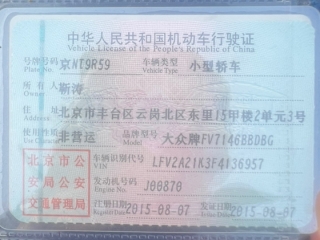 中华人民共和国机动车行驶证
Vehicle License of the People's Republic of China
号牌号码 京NT9R59 车辆类型 小型轿车
Plate No. Vehicle Type
所有人 靳涛
Owner
住址 北京市丰台区云岗北区东里15甲楼2单元3号
使用性质 非营运 品牌型号 大众牌FV7146BBDBG
Use Character Model
北京市公 车辆识别代号 LFV2A21K3F4136957
VIN
安局公安 发动机号码 J00878
Engine No.
交通管理局 注册日期 2015-08-07 发证日期 2015-08-07
Register Date Issue Date